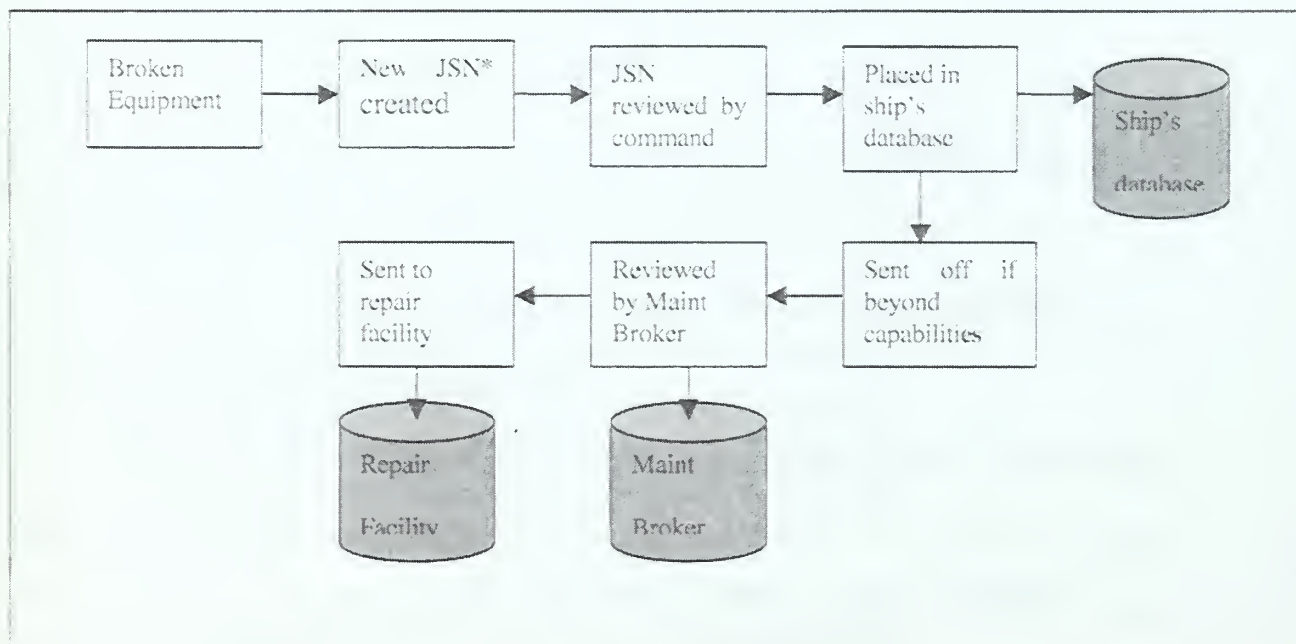 Broken
Equipment
New JSN*
created
JSN
reviewed by
command
Placed in
ship's
database
Ship's
database
Sent to
repair
facility
Reviewed
by Maint
Broker
Sent off if
beyond
capabilities
Repair
Facility
Maint
Broker